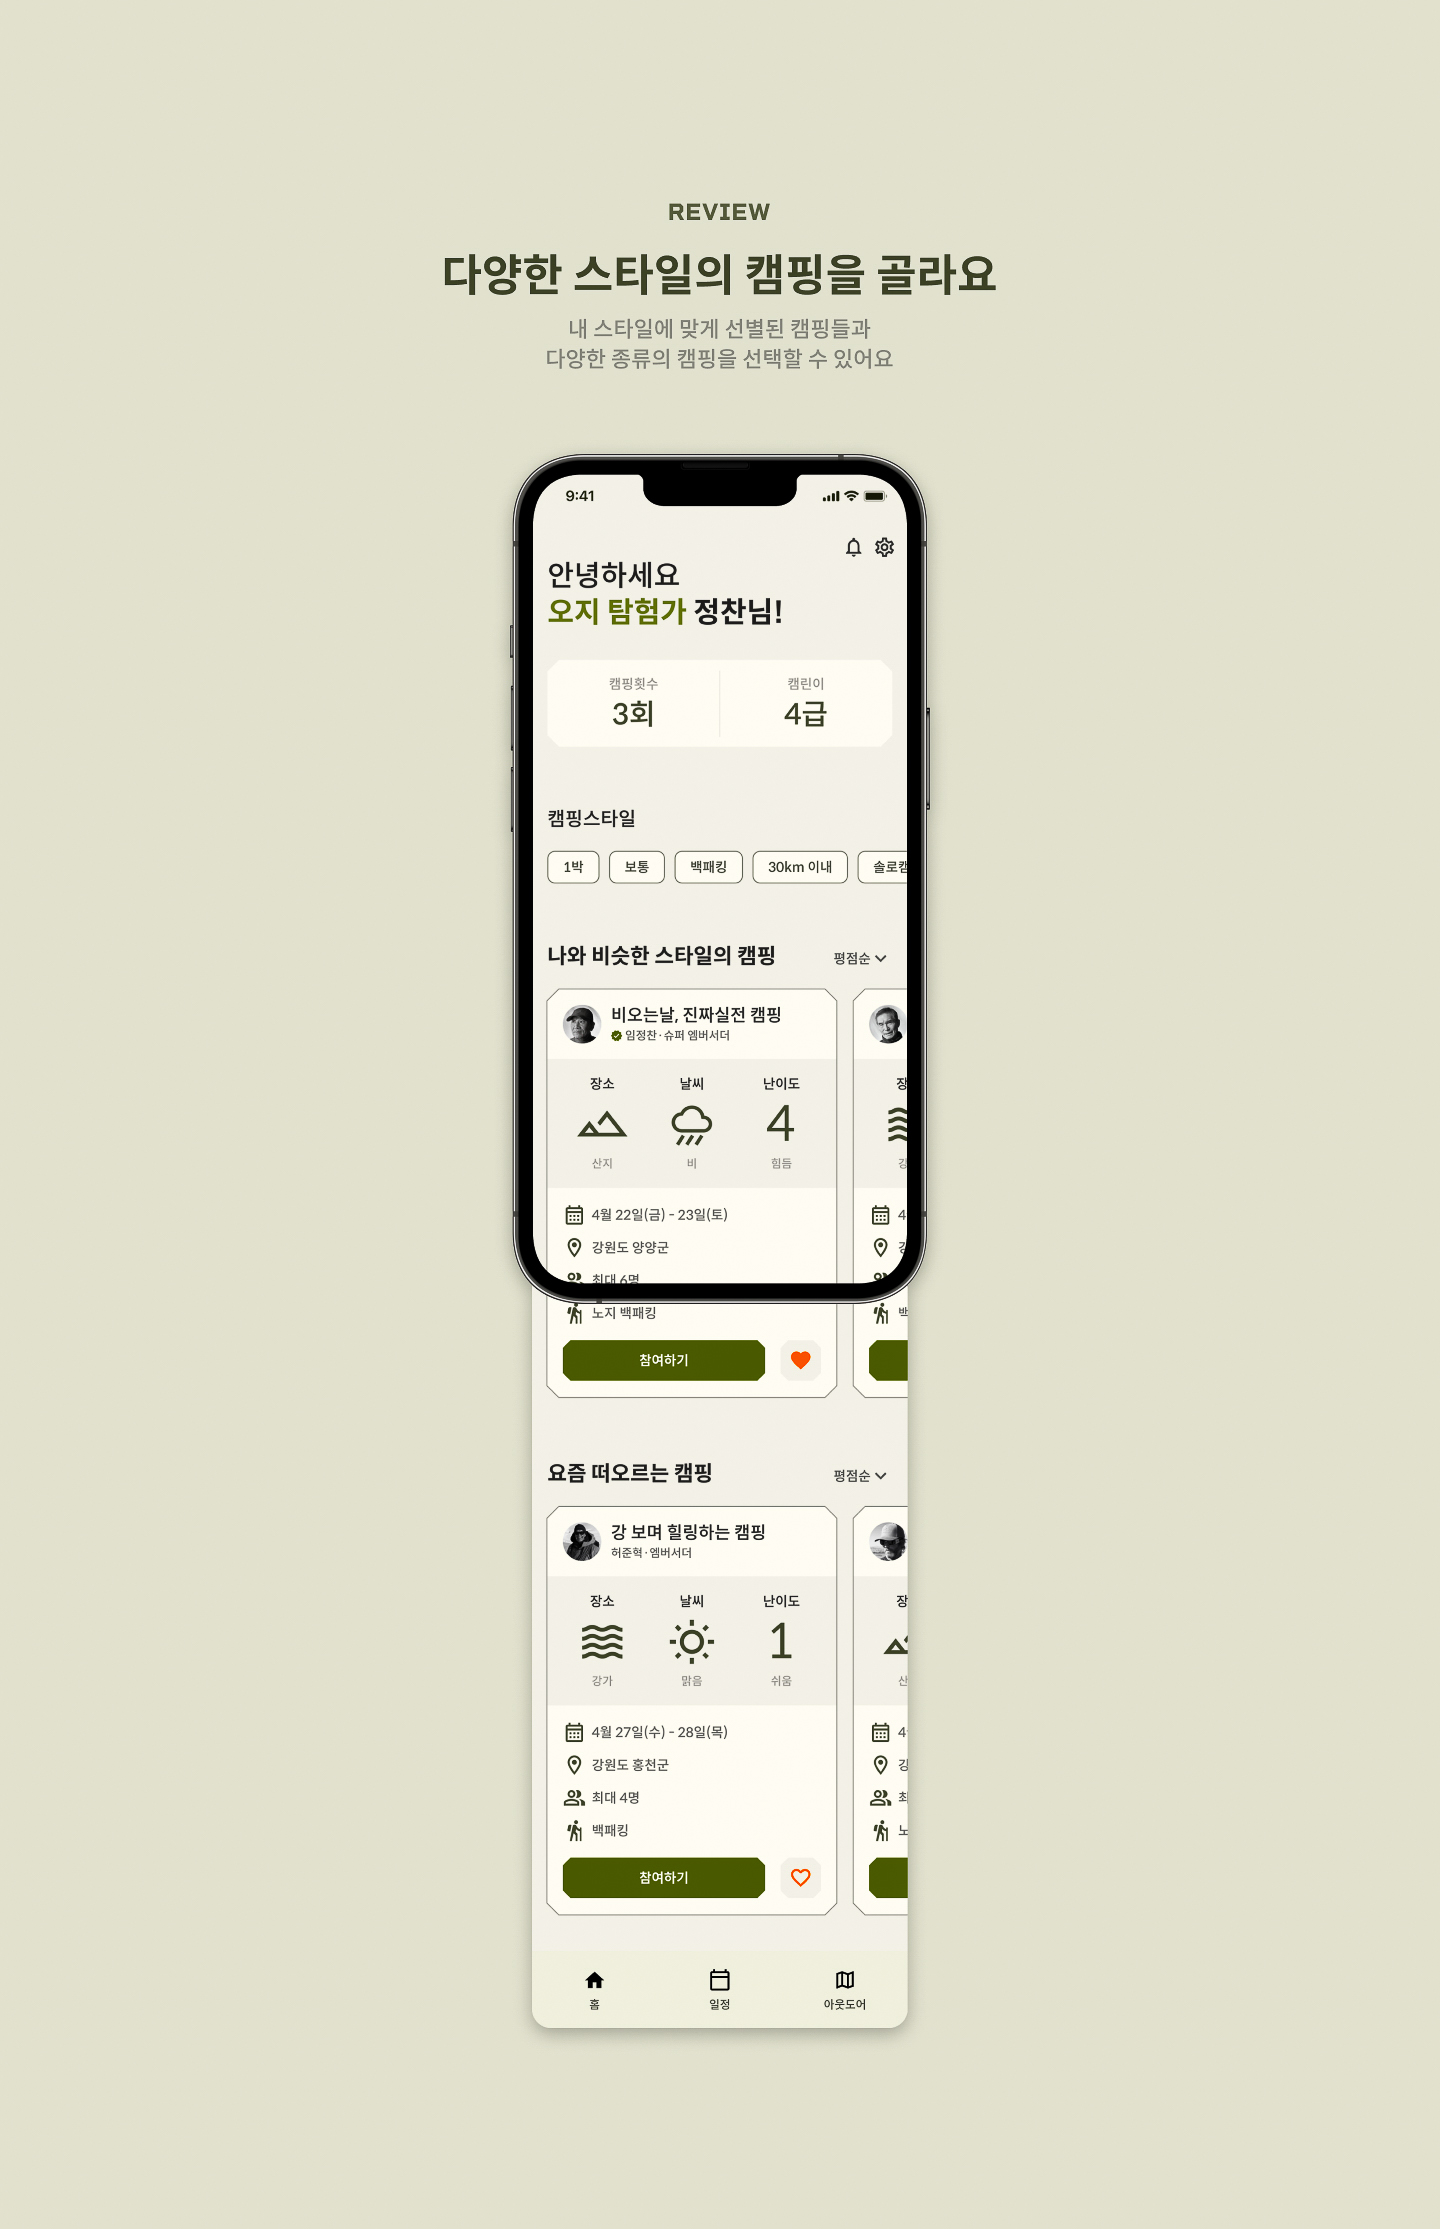 REVIEW
다양한 스타일의 캠핑을 골라요
내 스타일에 맞게 선별된 캠핑들과
다양한 종류의 캠핑을 선택할 수 있어요
9:41
안녕하세요
오지 탐험가 정찬님!
캠핑횟수 캠린이
3회 4급
캠핑스타일
1박 보통 백패킹 30km 이내 솔로캠
나와 비슷한 스타일의 캠핑 평점순
비오는날, 진짜실전 캠핑
임정찬·슈퍼 엠버서더
장소 날씨 난이도 장
4
산지 비 힘듬 강
4월 22일(금) - 23일(토) 4
강원도 양양군 강
최대 6명
노지 백패킹 백
참여하기
요즘 떠오르는 캠핑 평점순
강 보며 힐링하는 캠핑
허준혁·엠버서더
장소 날씨 난이도 장
1
강가 맑음 쉬움 산
4월 27일(수) - 28일(목) 4
강원도 홍천군 강
최대 4명 최
백패킹 노
참여하기
홈 일정 아웃도어